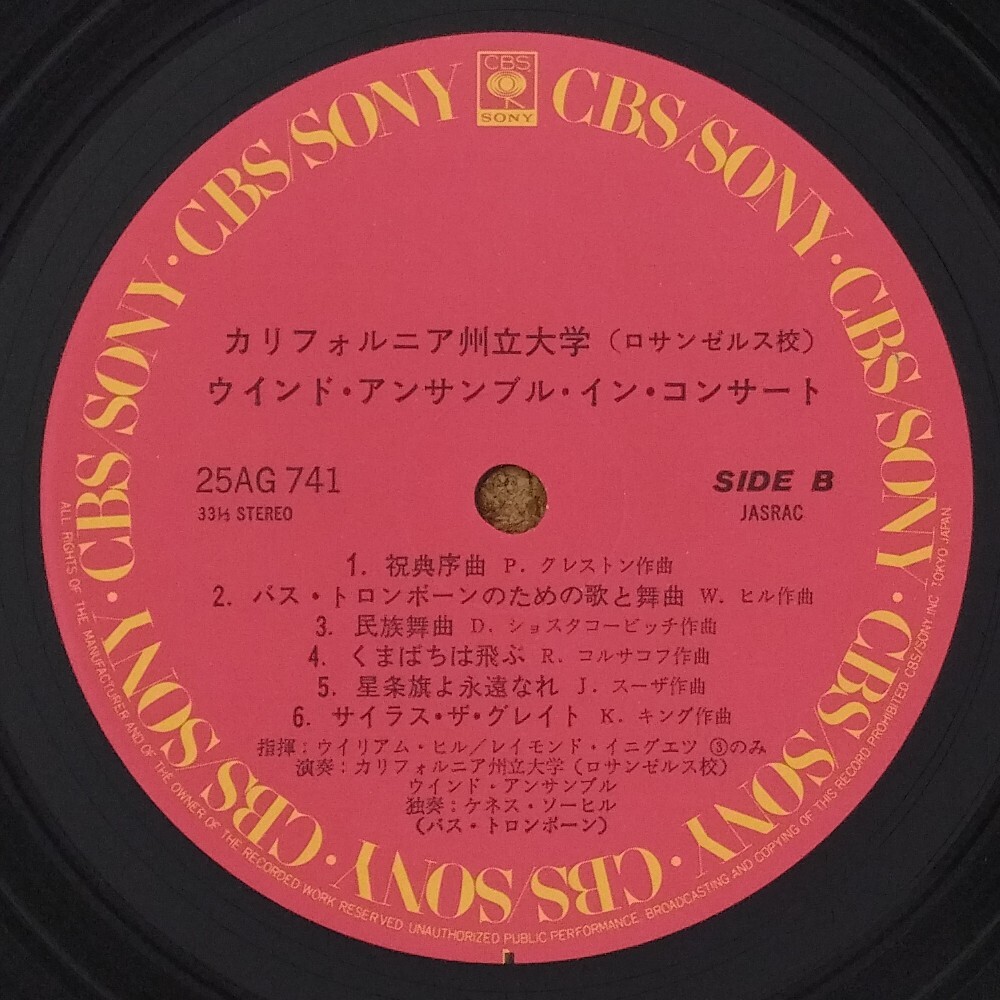 CBS
SONY
CBS/SONY · CBS/SONY · CBS/SONY · CBS/SONY · CBS/SONY · CBS/SONY · CBS/SONY · CBS/SONY · CBS/SONY · CBS/SONY
カリフォルニア州立大学（ロサンゼルス校）
ウインド・アンサンブル・イン・コンサート
25AG 741
SIDE B
33⅓ STEREO
JASRAC
1. 祝典序曲 P. クレストン作曲
2. バス・トロンボーンのための歌と舞曲 W. ヒル作曲
3. 民族舞曲 D. ショスタコービッチ作曲
4. くまばちは飛ぶ R. コルサコフ作曲
5. 星条旗よ永遠なれ J. スーザ作曲
6. サイラス・ザ・グレイト K. キング作曲
指揮：ウイリアム・ヒル／レイモンド・イニグエツ ③のみ
演奏：カリフォルニア州立大学（ロサンゼルス校）
ウインド・アンサンブル
独奏：ケネス・ソーヒル
（バス・トロンボーン）
ALL RIGHTS OF THE MANUFACTURER AND OF THE OWNER OF THE RECORDED WORK RESERVED. UNAUTHORIZED PUBLIC PERFORMANCE, BROADCASTING AND COPYING OF THIS RECORD PROHIBITED. CBS/SONY INC. TOKYO JAPAN